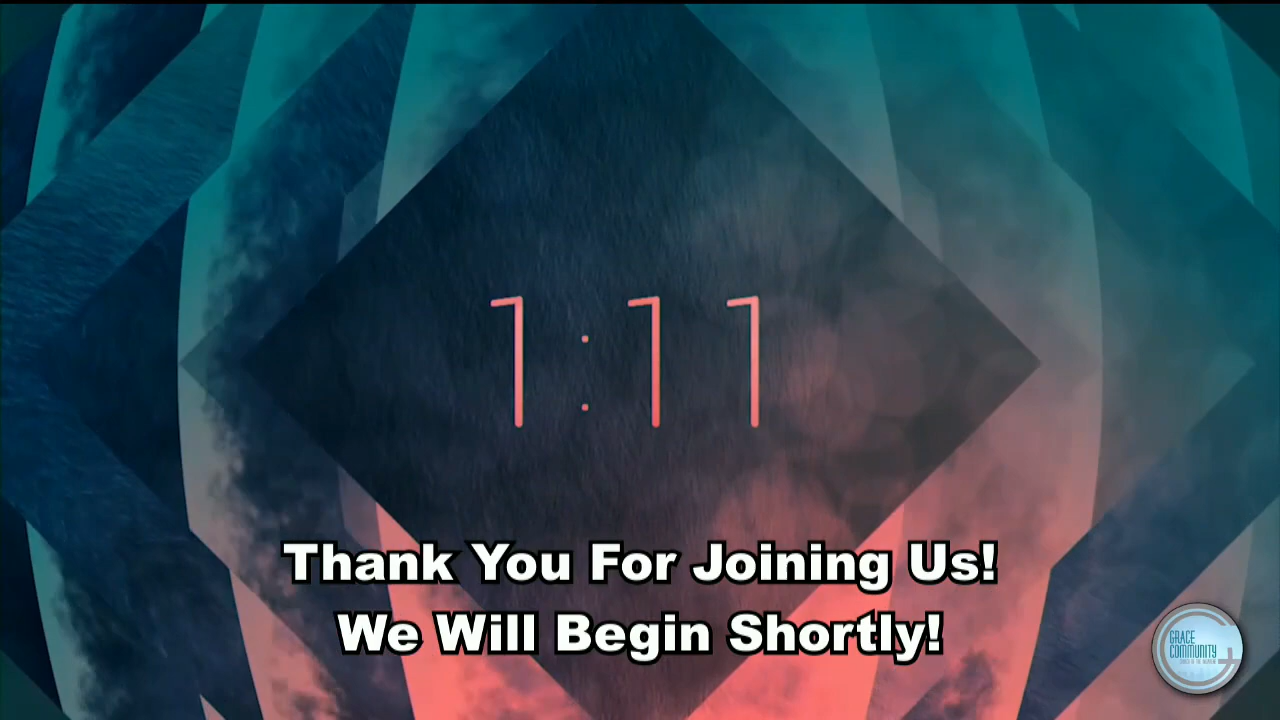 1:11
Thank You For Joining Us!
We Will Begin Shortly!
GRACE
COMMUNITY